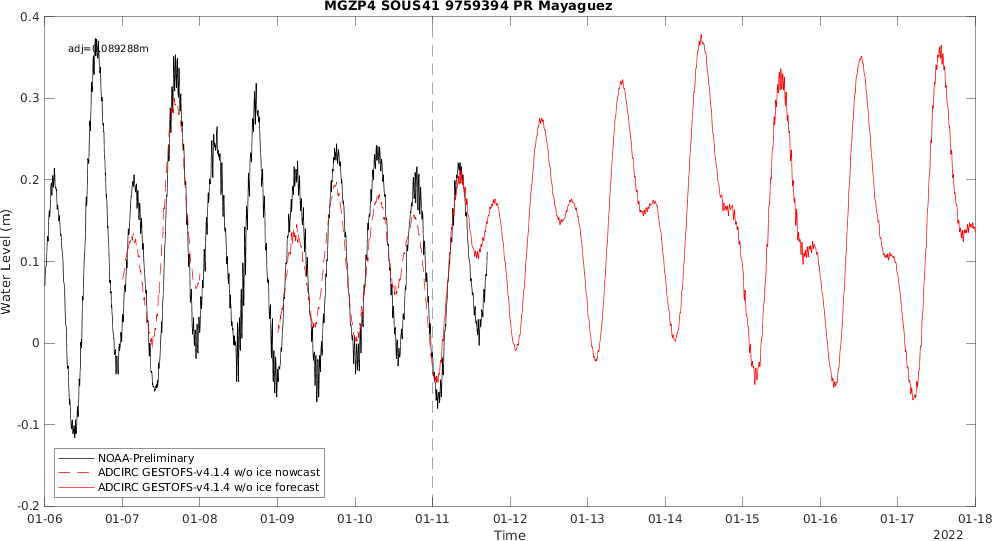 MGZP4 SOUS41 9759394 PR Mayaguez
adj=0.089288m
0.4
0.3
0.2
0.1
0
-0.1
-0.2
Water Level (m)
NOAA-Preliminary
ADCIRC GESTOFS-v4.1.4 w/o ice nowcast
ADCIRC GESTOFS-v4.1.4 w/o ice forecast
01-06 01-07 01-08 01-09 01-10 01-11 01-12 01-13 01-14 01-15 01-16 01-17 01-18
Time
2022